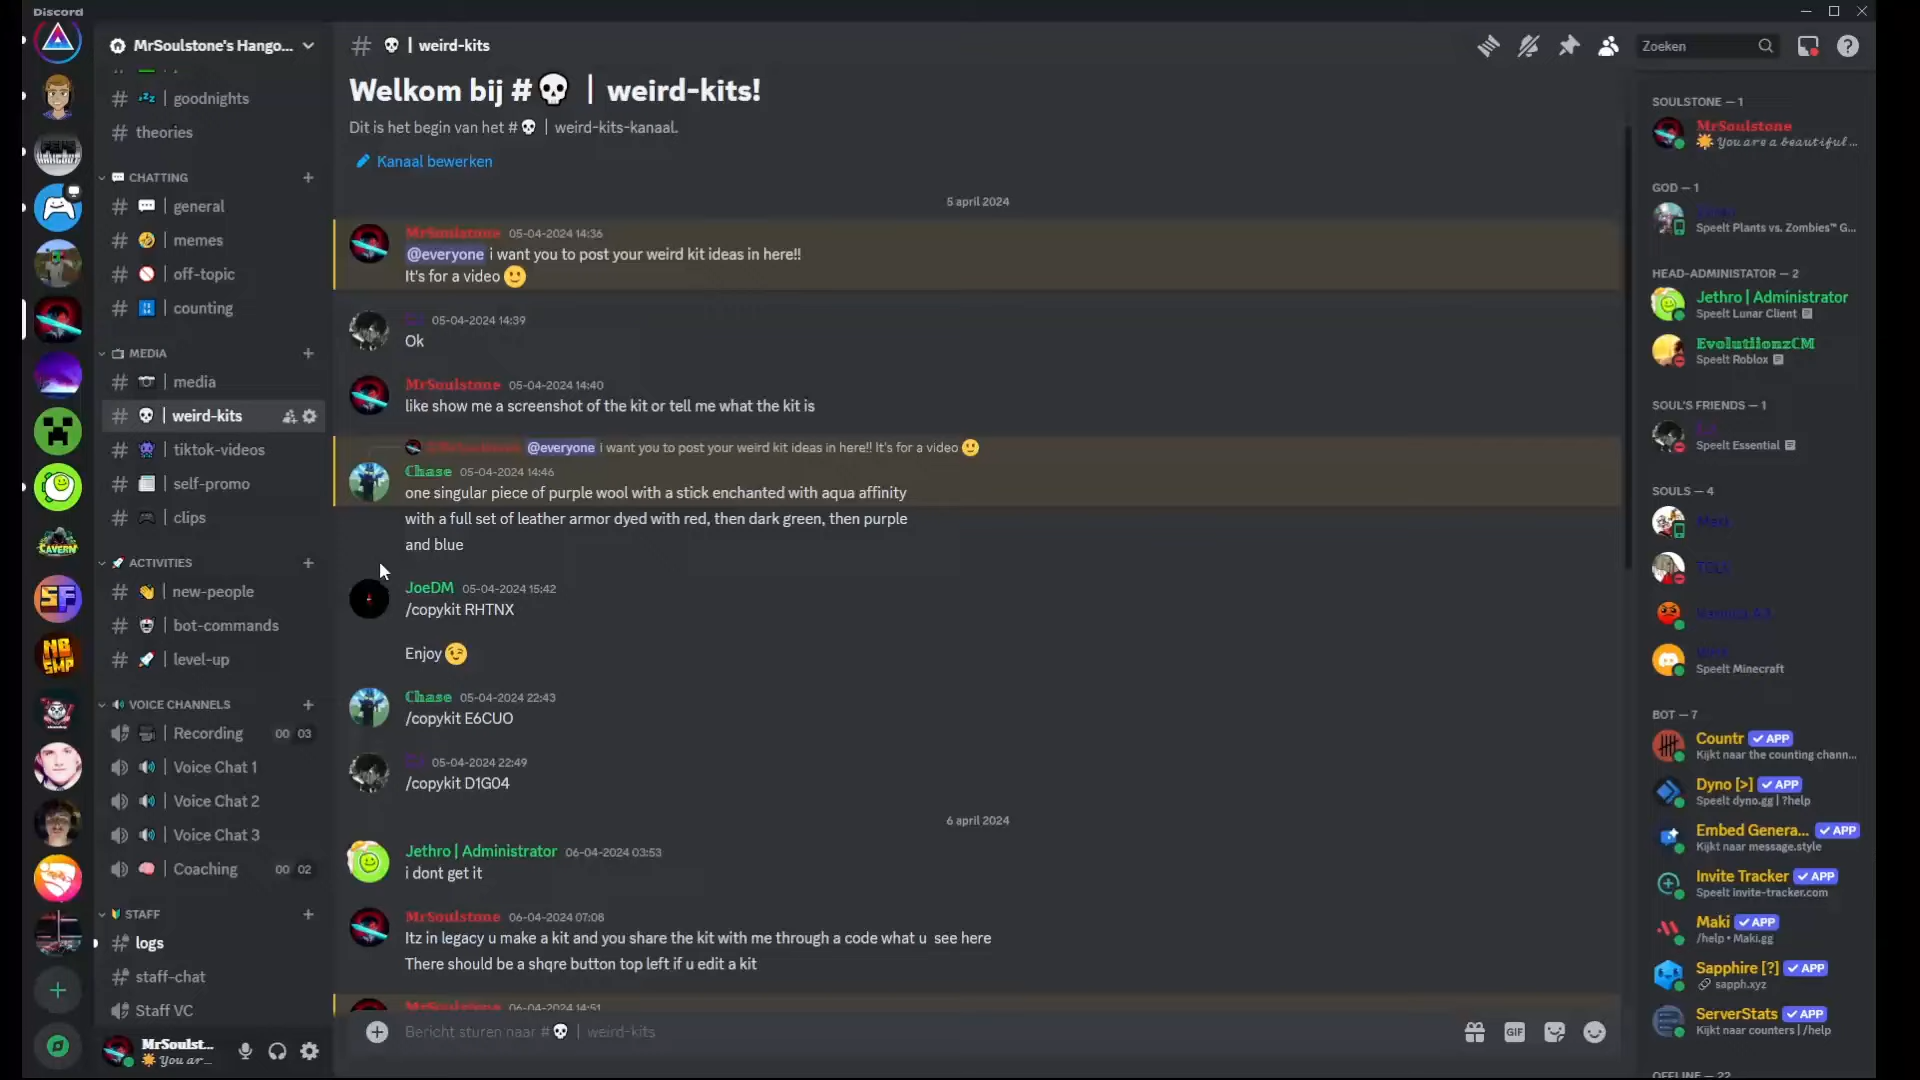 Discord
MrSoulstone's Hango...
goodnights
theories
CHATTING
general
memes
off-topic
counting
MEDIA
media
weird-kits
tiktok-videos
self-promo
clips
ACTIVITIES
new-people
bot-commands
level-up
VOICE CHANNELS
Recording 00 03
Voice Chat 1
Voice Chat 2
Voice Chat 3
Coaching 00 02
STAFF
logs
staff-chat
Staff VC
MrSoulst...
You ar...
# 💀 | weird-kits
Zoeken
Welkom bij #💀 | weird-kits!
Dit is het begin van het #💀 | weird-kits-kanaal.
Kanaal bewerken
5 april 2024
MrSoulstone 05-04-2024 14:36
@everyone i want you to post your weird kit ideas in here!!
It's for a video 🙂
05-04-2024 14:39
Ok
MrSoulstone 05-04-2024 14:40
like show me a screenshot of the kit or tell me what the kit is
@everyone i want you to post your weird kit ideas in here!! It's for a video 🙂
Chase 05-04-2024 14:46
one singular piece of purple wool with a stick enchanted with aqua affinity
with a full set of leather armor dyed with red, then dark green, then purple
and blue
JoeDM 05-04-2024 15:42
/copykit RHTNX
Enjoy 😉
Chase 05-04-2024 22:43
/copykit E6CUO
05-04-2024 22:49
/copykit D1G04
6 april 2024
Jethro | Administrator 06-04-2024 03:53
i dont get it
MrSoulstone 06-04-2024 07:08
Itz in legacy u make a kit and you share the kit with me through a code what u see here
There should be a shqre button top left if u edit a kit
MrSoulstone 06-04-2024 14:51
Bericht sturen naar #💀 | weird-kits
GIF
SOULSTONE — 1
MrSoulstone
You are a beautiful ...
GOD — 1
Speelt Plants vs. Zombies™ G...
HEAD-ADMINISTATOR — 2
Jethro | Administrator
Speelt Lunar Client
EvolutiionzCM
Speelt Roblox
SOUL'S FRIENDS — 1
Speelt Essential
SOULS — 4
Speelt Minecraft
BOT — 7
Countr APP
Kijkt naar the counting chann...
Dyno [>] APP
Speelt dyno.gg | ?help
Embed Genera... APP
Kijkt naar message.style
Invite Tracker APP
Speelt invite-tracker.com
Maki APP
/help • Maki.gg
Sapphire [?] APP
sapph.xyz
ServerStats APP
Kijkt naar counters | /help
OFFLINE — 22